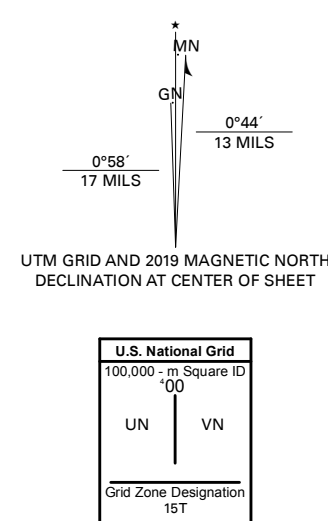 ★
MN
GN
0°44´
13 MILS
0°58´
17 MILS
UTM GRID AND 2019 MAGNETIC NORTH
DECLINATION AT CENTER OF SHEET
U.S. National Grid
100,000 - m Square ID
⁴00
UN VN
Grid Zone Designation
15T